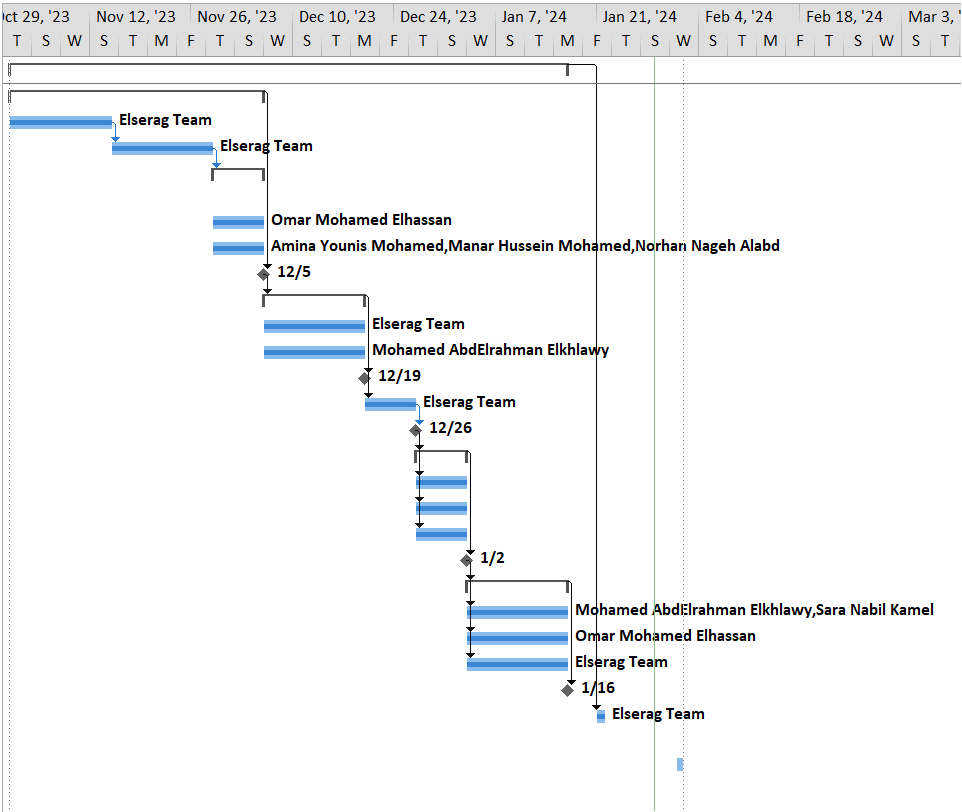 ct 29, '23 Nov 12, '23 Nov 26, '23 Dec 10, '23 Dec 24, '23 Jan 7, '24 Jan 21, '24 Feb 4, '24 Feb 18, '24 Mar 3, '
T S W S T M F T W S T M F T S W S T M F T S W S T M F T S W S T
Elserag Team
Elserag Team
Omar Mohamed Elhassan
Amina Younis Mohamed,Manar Hussein Mohamed,Norhan Nageh Alabd
12/5
Elserag Team
Mohamed AbdElrahman Elkhlawy
12/19
Elserag Team
12/26
1/2
Mohamed AbdElrahman Elkhlawy,Sara Nabil Kamel
Omar Mohamed Elhassan
Elserag Team
1/16
Elserag Team